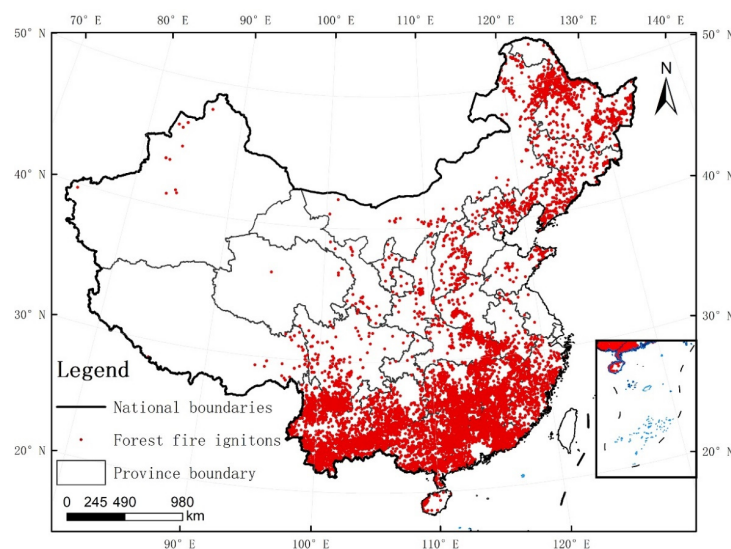 70° E 80° E 90° E 100° E 110° E 120° E 130° E 140° E
50° N 50° N
N
40° N 40° N
30° N 30° N
20° N 20° N
Legend
National boundaries
Forest fire ignitons
Province boundary
0 245 490 980
km
90° E 100° E 110° E 120° E